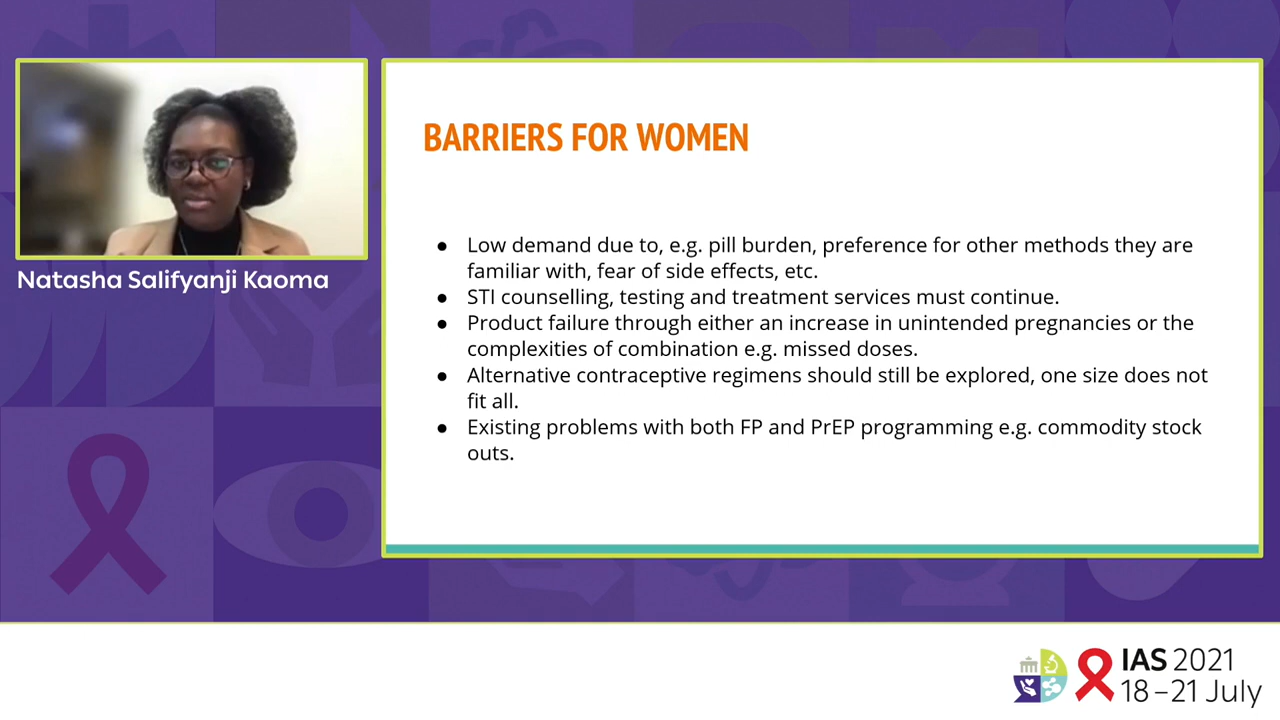 Natasha Salifyanji Kaoma
BARRIERS FOR WOMEN
● Low demand due to, e.g. pill burden, preference for other methods they are
familiar with, fear of side effects, etc.
● STI counselling, testing and treatment services must continue.
● Product failure through either an increase in unintended pregnancies or the
complexities of combination e.g. missed doses.
● Alternative contraceptive regimens should still be explored, one size does not
fit all.
● Existing problems with both FP and PrEP programming e.g. commodity stock
outs.
IAS 2021
18–21 July